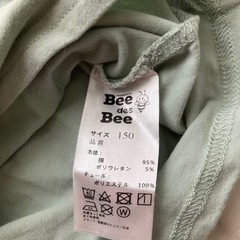 Bee
des
Bee
サイズ 150
品質
本体:
綿 95%
ポリウレタン 5%
チュール:
ポリエステル 100%